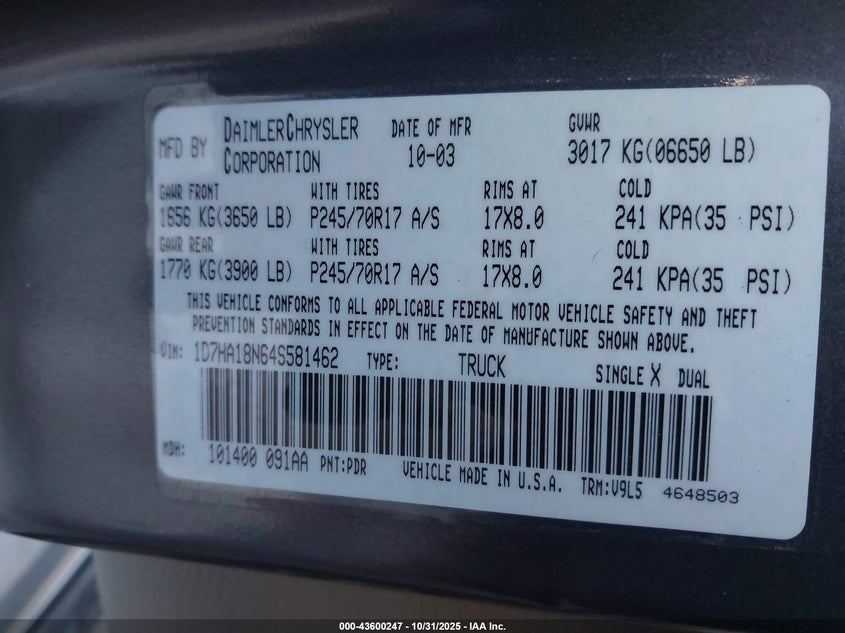 MFD BY DAIMLERCHRYSLER CORPORATION DATE OF MFR 10-03 GVWR 3017 KG(06650 LB)
GAWR FRONT WITH TIRES RIMS AT COLD
1656 KG(3650 LB) P245/70R17 A/S 17X8.0 241 KPA(35 PSI)
GAWR REAR WITH TIRES RIMS AT COLD
1770 KG(3900 LB) P245/70R17 A/S 17X8.0 241 KPA(35 PSI)
THIS VEHICLE CONFORMS TO ALL APPLICABLE FEDERAL MOTOR VEHICLE SAFETY AND THEFT
PREVENTION STANDARDS IN EFFECT ON THE DATE OF MANUFACTURE SHOWN ABOVE.
VIN: 1D7HA18N64S581462 TYPE: TRUCK SINGLE X DUAL
MDH: 101400 091AA PNT:PDR VEHICLE MADE IN U.S.A. TRM:V9L5 4648503
000-43600247 - 10/31/2025 - IAA Inc.